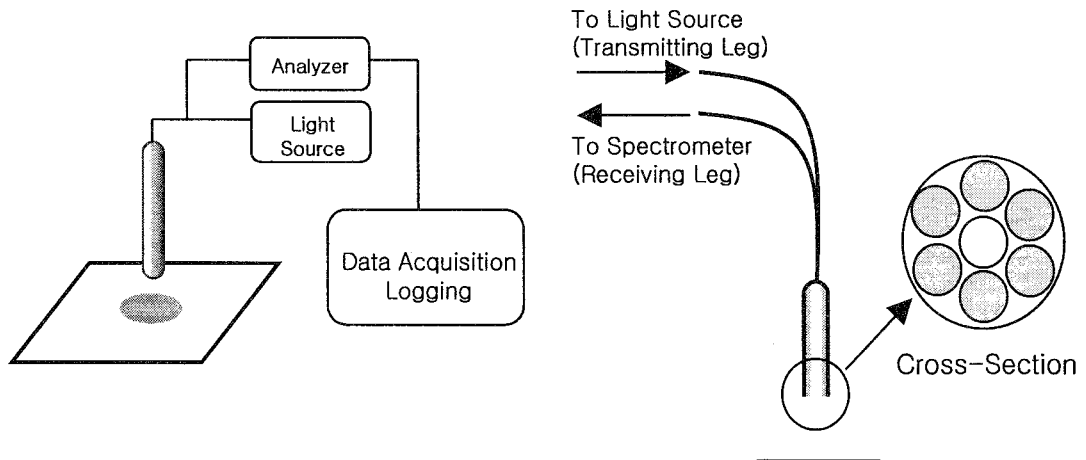 Analyzer
Light
Source
Data Acquisition
Logging
To Light Source
(Transmitting Leg)
To Spectrometer
(Receiving Leg)
Cross-Section